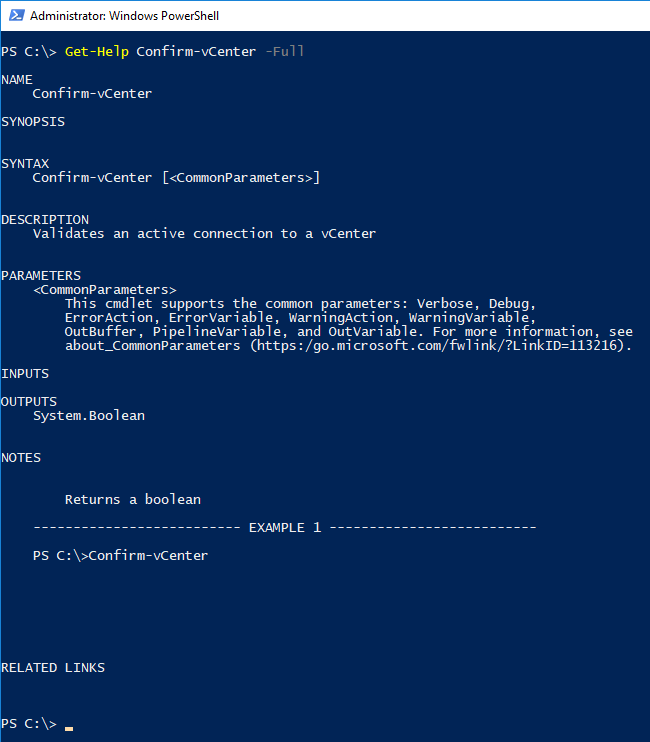 Administrator: Windows PowerShell
PS C:\> Get-Help Confirm-vCenter -Full
NAME
Confirm-vCenter
SYNOPSIS
SYNTAX
Confirm-vCenter [<CommonParameters>]
DESCRIPTION
Validates an active connection to a vCenter
PARAMETERS
<CommonParameters>
This cmdlet supports the common parameters: Verbose, Debug,
ErrorAction, ErrorVariable, WarningAction, WarningVariable,
OutBuffer, PipelineVariable, and OutVariable. For more information, see
about_CommonParameters (https:/go.microsoft.com/fwlink/?LinkID=113216).
INPUTS
OUTPUTS
System.Boolean
NOTES
Returns a boolean
-------------------------- EXAMPLE 1 --------------------------
PS C:\>Confirm-vCenter
RELATED LINKS
PS C:\>